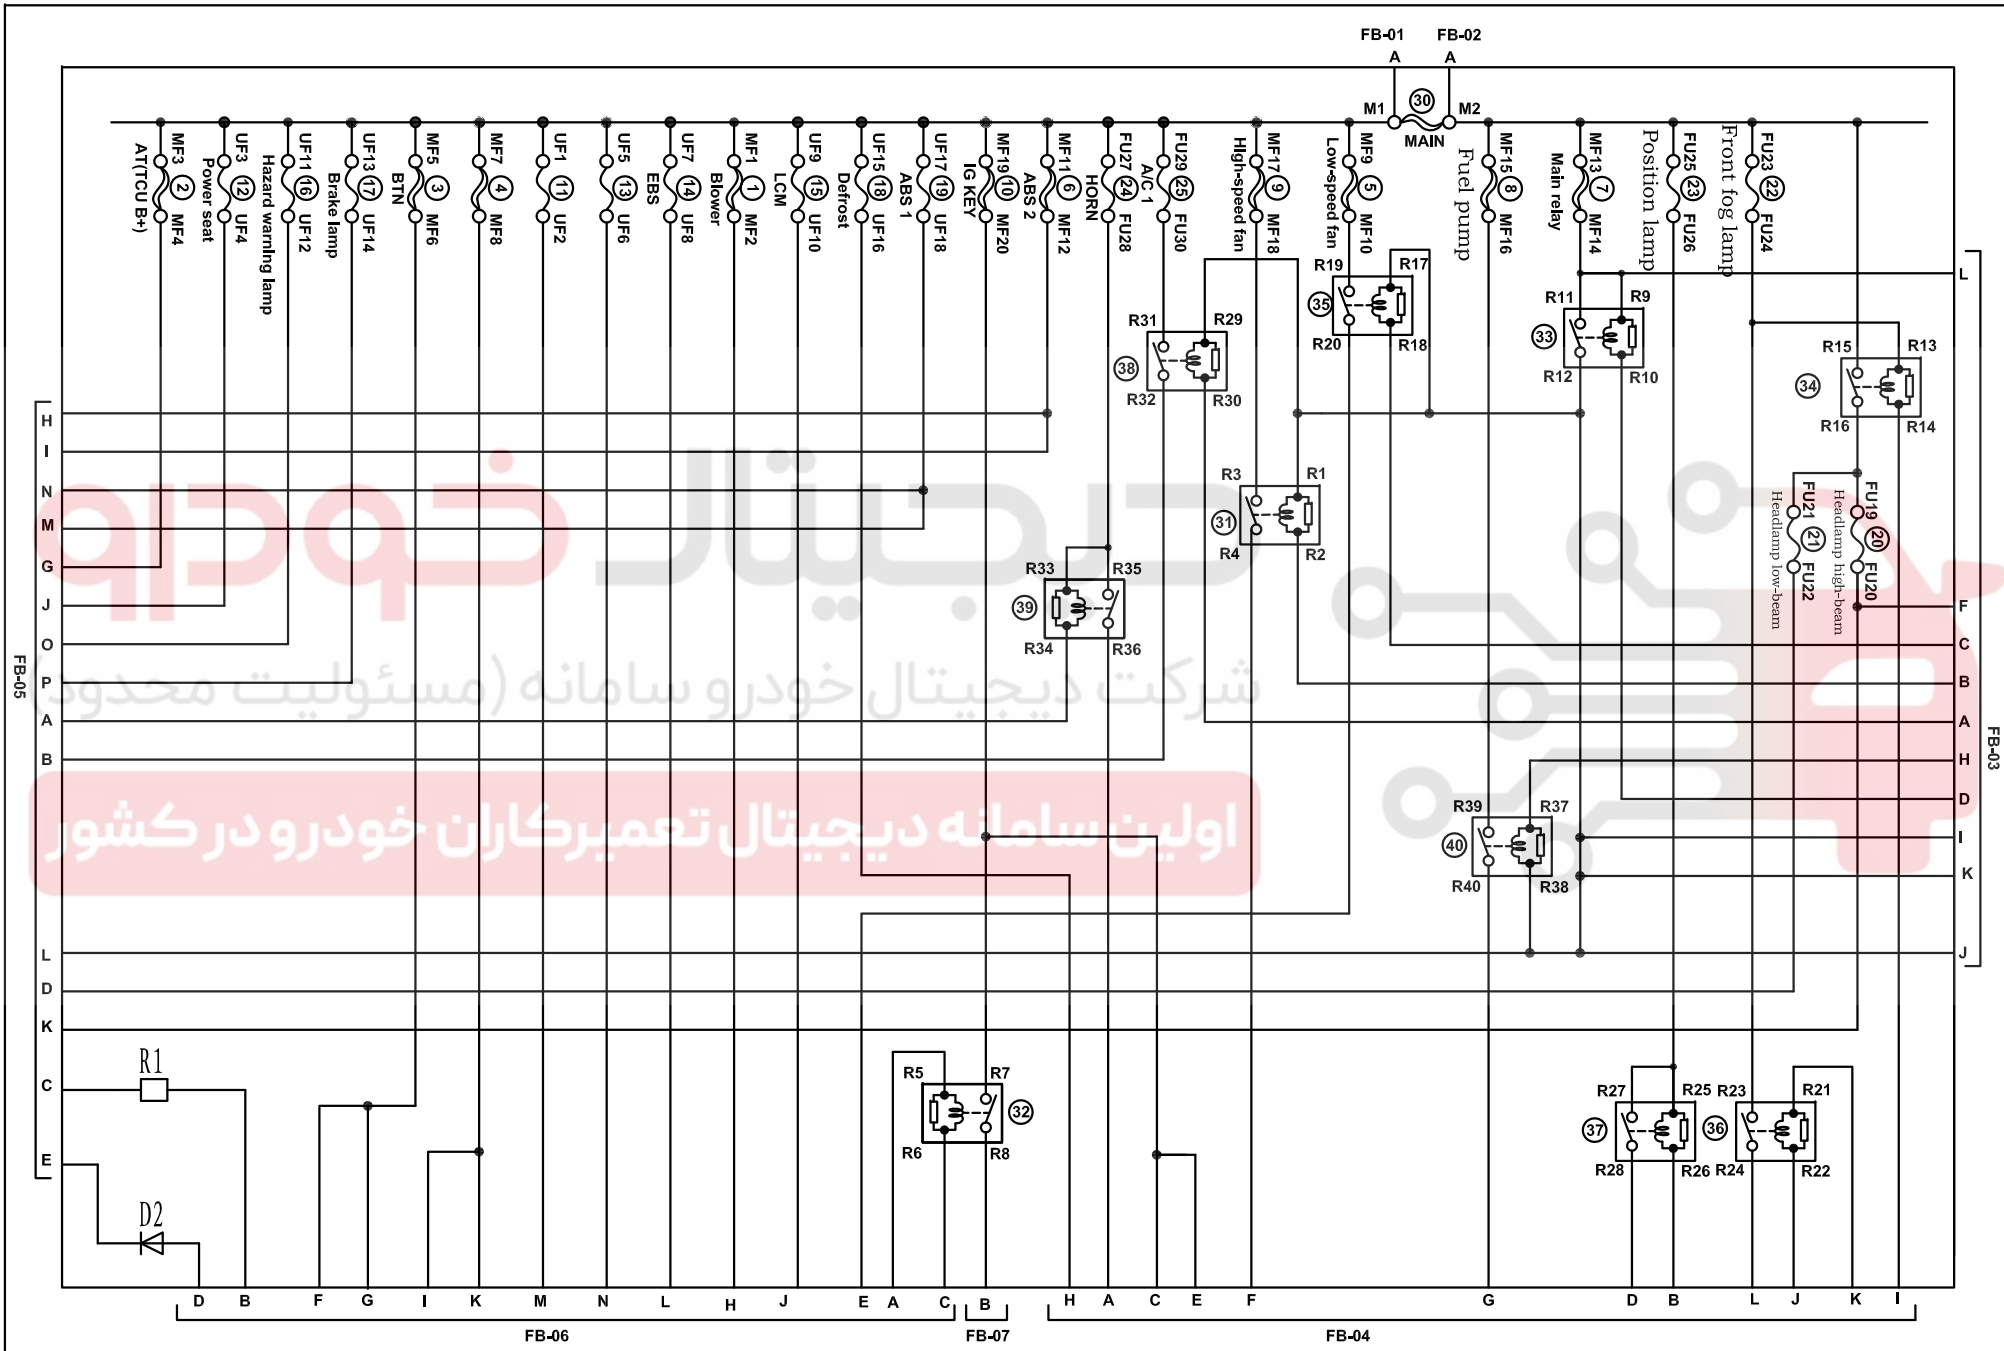 FB-01 FB-02
A A
M1 30 M2
MAIN
MF3 2 MF4
AT(TCU B+)
UF3 12 UF4
Power seat
UF11 16 UF12
Hazard warning lamp
UF13 17 UF14
Brake lamp
MF5 3 MF6
BTN
MF7 4 MF8
UF1 11 UF2
UF5 13 UF6
UF7 14 UF8
EBS
MF1 1 MF2
Blower
UF9 15 UF10
LCM
UF15 18 UF16
Defrost
UF17 19 UF18
ABS 1
MF19 10 MF20
IG KEY
MF11 6 MF12
ABS 2
FU27 24 FU28
HORN
FU29 25 FU30
A/C 1
MF17 9 MF18
High-speed fan
MF9 5 MF10
Low-speed fan
MF15 8 MF16
Fuel pump
MF13 7 MF14
Main relay
FU25 23 FU26
Position lamp
FU23 22 FU24
Front fog lamp
R19 R17
35
R20 R18
R11 R9
33
R12 R10
R31 R29
38
R32 R30
R15 R13
34
R16 R14
R3 R1
31
R4 R2
FU21 21 FU22
Headlamp low-beam
FU19 20 FU20
Headlamp high-beam
R33 R35
39
R34 R36
R39 R37
40
R40 R38
H
I
N
M
G
J
O
P
A
B
L
D
K
C
E
FB-05
L
F
C
B
A
H
D
I
K
J
FB-03
دیجیتال خودرو
شرکت دیجیتال خودرو سامانه (مسئولیت محدود)
اولین سامانه دیجیتال تعمیرکاران خودرو در کشور
R1
D2
R5 R7
32
R6 R8
R27 R25
37
R28 R26
R23 R21
36
R24 R22
D B F G I K M N L H J E A C B H A C E F G D B L J K I
FB-06 FB-07 FB-04